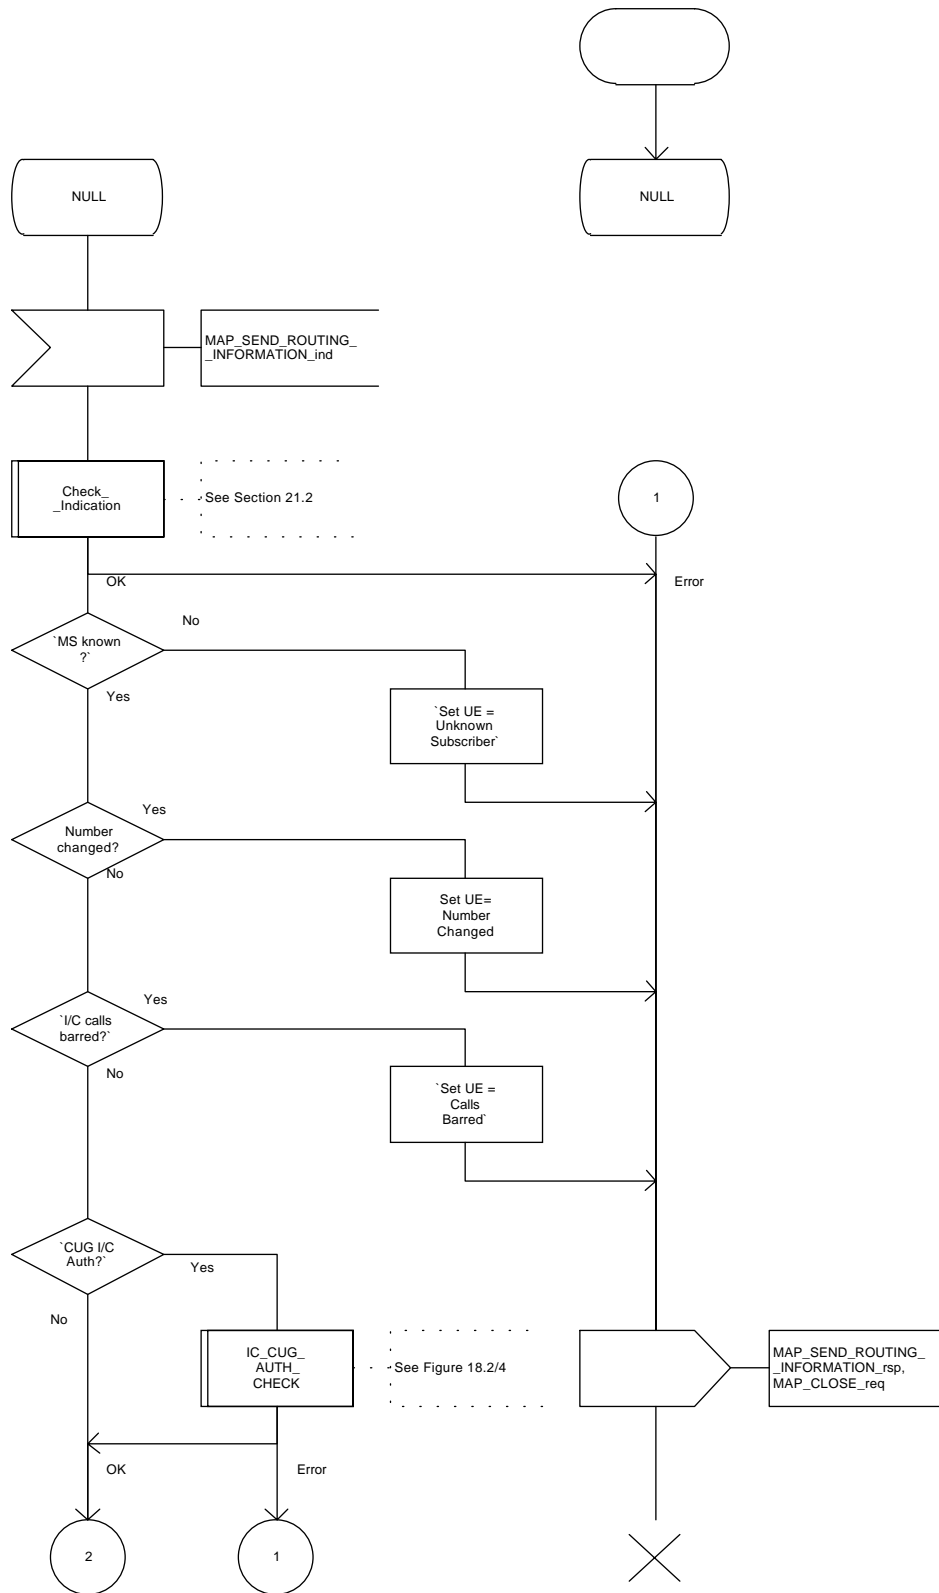 NULL
NULL
MAP_SEND_ROUTING_
_INFORMATION_ind
Check_
_Indication
See Section 21.2
1
OK
Error
No
`MS known
?`
Yes
`Set UE =
Unknown
Subscriber`
Yes
Number
changed?
No
Set UE=
Number
Changed
Yes
`I/C calls
barred?`
No
`Set UE =
Calls
Barred`
`CUG I/C
Auth?`
Yes
No
IC_CUG_
AUTH_
CHECK
See Figure 18.2/4
MAP_SEND_ROUTING_
_INFORMATION_rsp,
MAP_CLOSE_req
OK
Error
2
1